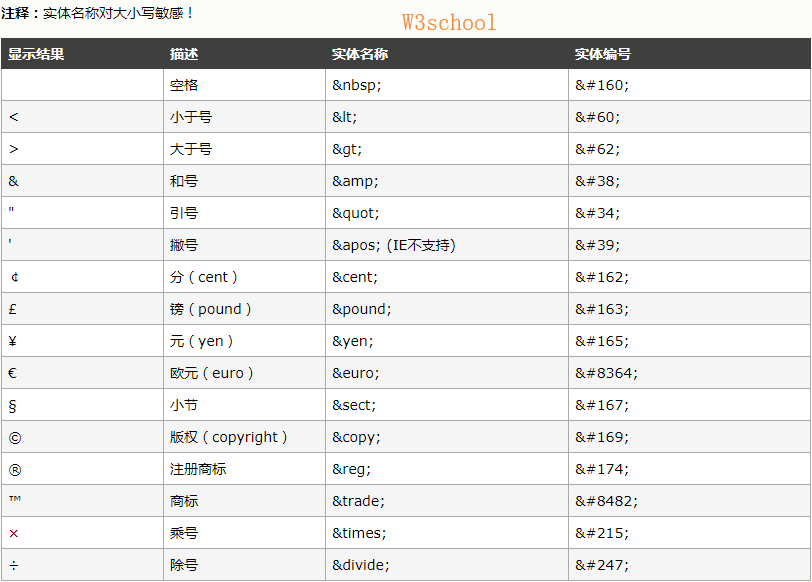 注释：实体名称对大小写敏感！
W3school
显示结果 描述 实体名称 实体编号
空格 &nbsp; &#160;
< 小于号 &lt; &#60;
> 大于号 &gt; &#62;
& 和号 &amp; &#38;
" 引号 &quot; &#34;
' 撇号 &apos; (IE不支持) &#39;
￠ 分（cent） &cent; &#162;
£ 镑（pound） &pound; &#163;
¥ 元（yen） &yen; &#165;
€ 欧元（euro） &euro; &#8364;
§ 小节 &sect; &#167;
© 版权（copyright） &copy; &#169;
® 注册商标 &reg; &#174;
™ 商标 &trade; &#8482;
× 乘号 &times; &#215;
÷ 除号 &divide; &#247;